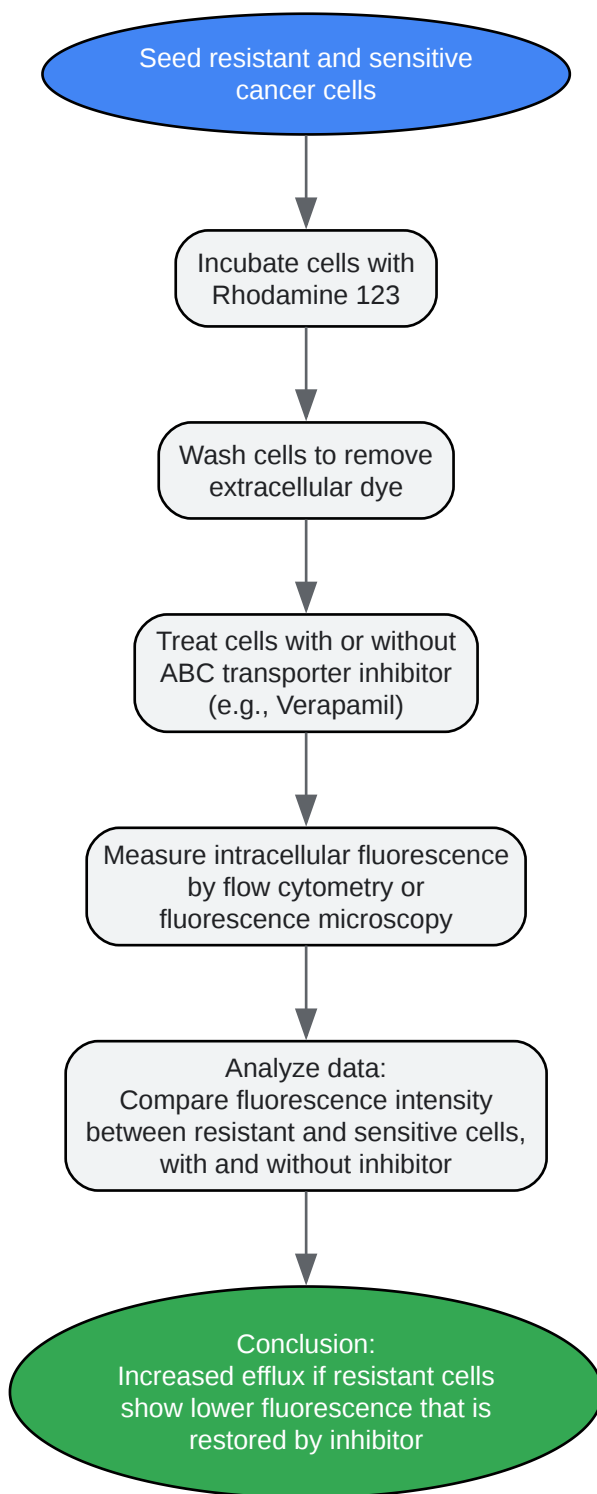 Seed resistant and sensitive
cancer cells
Incubate cells with
Rhodamine 123
Wash cells to remove
extracellular dye
Treat cells with or without
ABC transporter inhibitor
(e.g., Verapamil)
Measure intracellular fluorescence
by flow cytometry or
fluorescence microscopy
Analyze data:
Compare fluorescence intensity
between resistant and sensitive cells,
with and without inhibitor
Conclusion:
Increased efflux if resistant cells
show lower fluorescence that is
restored by inhibitor